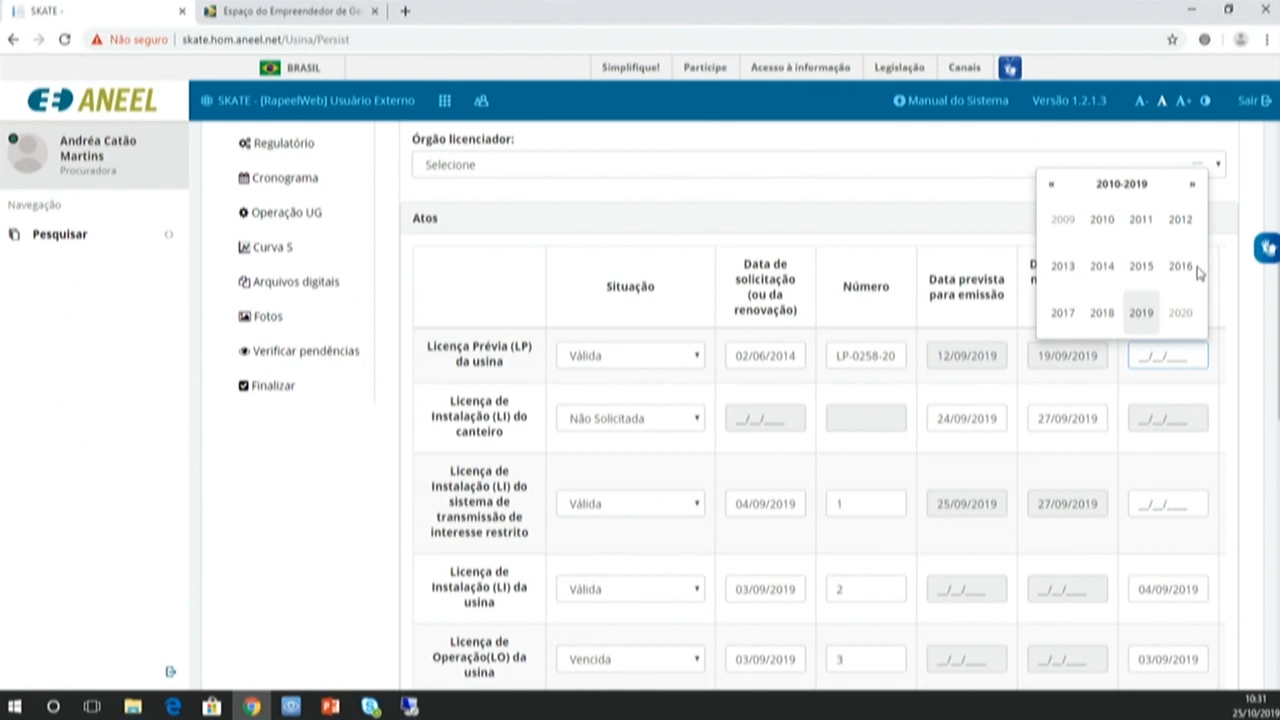 SKATE -
Espaço do Empreendedor de Ge
Não seguro
skate.hom.aneel.net/Usina/Persist
BRASIL
Simplifique!
Participe
Acesso à informação
Legislação
Canais
ANEEL
SKATE - [RapeelWeb] Usuário Externo
Manual do Sistema
Versão 1.2.1.3
A-
A
A+
Sair
Andréa Catão
Martins
Procuradora
Navegação
Pesquisar
Regulatório
Cronograma
Operação UG
Curva S
Arquivos digitais
Fotos
Verificar pendências
Finalizar
Órgão licenciador:
Selecione
«
2010-2019
»
2009 2010 2011 2012
2013 2014 2015 2016
2017 2018 2019 2020
Atos
Situação
Data de
solicitação
(ou da
renovação)
Número
Data prevista
para emissão
Licença Prévia (LP)
da usina
Válida
02/06/2014
LP-0258-20
12/09/2019
19/09/2019
_/_/___
Licença de
Instalação (LI) do
canteiro
Não Solicitada
_/_/___
24/09/2019
27/09/2019
_/_/___
Licença de
Instalação (LI) do
sistema de
transmissão de
interesse restrito
Válida
04/09/2019
1
25/09/2019
27/09/2019
_/_/___
Licença de
Instalação (LI) da
usina
Válida
03/09/2019
2
_/_/___
_/_/___
04/09/2019
Licença de
Operação(LO) da
usina
Vencida
03/09/2019
3
_/_/___
_/_/___
03/09/2019
10:31
25/10/2019